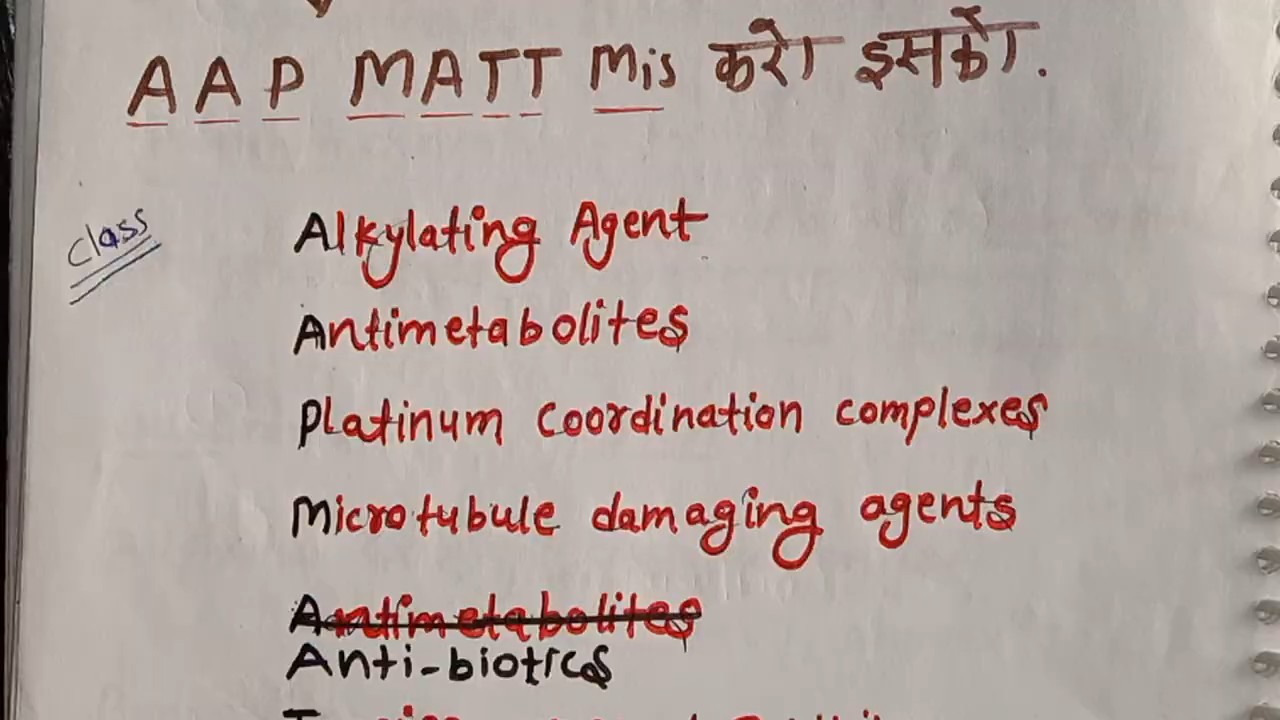 AAP MATT Mis करो इसको.
Class
Alkylating Agent
Antimetabolites
Platinum coordination complexes
Microtubule damaging agents
Antimetabolites
Anti-biotics